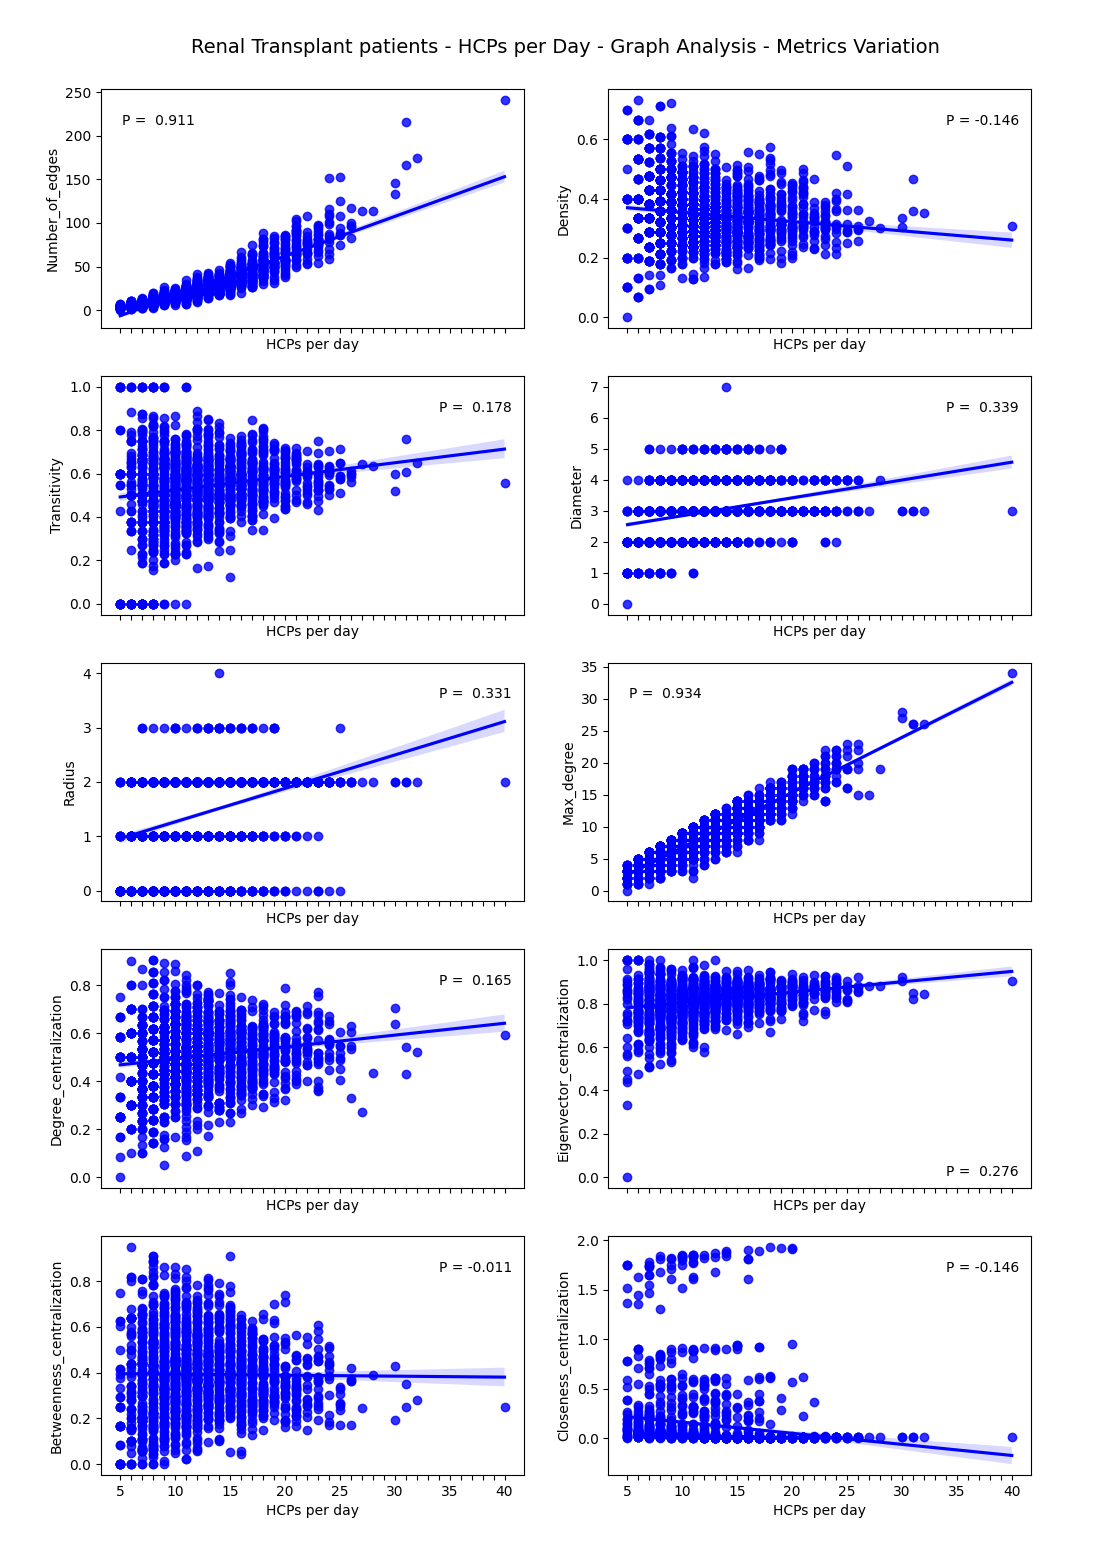 Renal Transplant patients - HCPs per Day - Graph Analysis - Metrics Variation
Number_of_edges
250
200
150
100
50
0
P =  0.911
HCPs per day
Density
0.6
0.4
0.2
0.0
P = -0.146
HCPs per day
Transitivity
1.0
0.8
0.6
0.4
0.2
0.0
P =  0.178
HCPs per day
Diameter
7
6
5
4
3
2
1
0
P =  0.339
HCPs per day
Radius
4
3
2
1
0
P =  0.331
HCPs per day
Max_degree
35
30
25
20
15
10
5
0
P =  0.934
HCPs per day
Degree_centralization
0.8
0.6
0.4
0.2
0.0
P =  0.165
HCPs per day
Eigenvector_centralization
1.0
0.8
0.6
0.4
0.2
0.0
P =  0.276
HCPs per day
Betweenness_centralization
0.8
0.6
0.4
0.2
0.0
P = -0.011
5 10 15 20 25 30 35 40
HCPs per day
Closeness_centralization
2.0
1.5
1.0
0.5
0.0
P = -0.146
5 10 15 20 25 30 35 40
HCPs per day